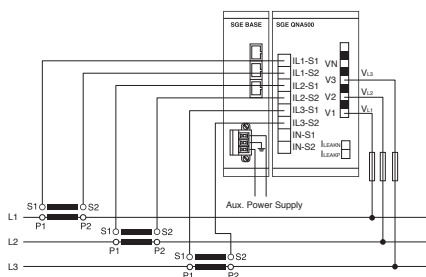 SGE BASE SGE QNA500
IL1-S1
IL1-S2
IL2-S1
IL2-S2
IL3-S1
IL3-S2
IN-S1
IN-S2
VN
V3
V2
V1
VL3
VL2
VL1
ILEAKN
ILEAKP
Aux. Power Supply
S1 S2
L1
P1 P2
S1 S2
L2
P1 P2
S1 S2
L3
P1 P2